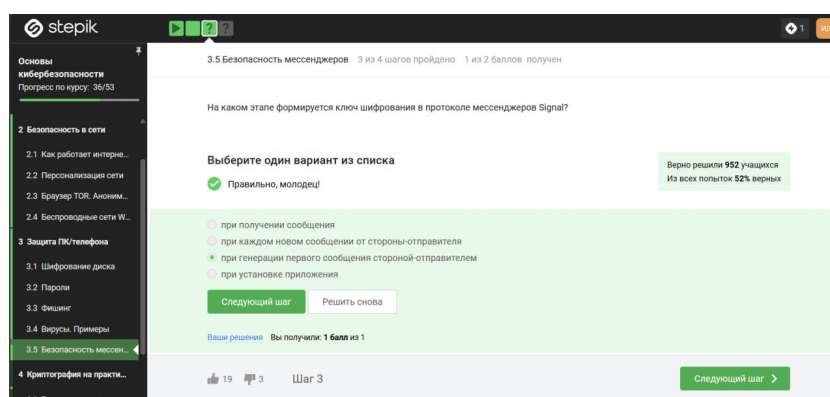 stepik
? ?
1
Основы
кибербезопасности
Прогресс по курсу: 36/53
3.5 Безопасность мессенджеров 3 из 4 шагов пройдено 1 из 2 баллов получен
На каком этапе формируется ключ шифрования в протоколе мессенджеров Signal?
2 Безопасность в сети
2.1 Как работает интерне...
2.2 Персонализация сети
2.3 Браузер TOR. Аноним...
2.4 Беспроводные сети W...
3 Защита ПК/телефона
3.1 Шифрование диска
3.2 Пароли
3.3 Фишинг
3.4 Вирусы. Примеры
3.5 Безопасность мессен...
4 Криптография на практи...
Выберите один вариант из списка
Правильно, молодец!
Верно решили 952 учащихся
Из всех попыток 52% верных
при получении сообщения
при каждом новом сообщении от стороны-отправителя
при генерации первого сообщения стороной-отправителем
при установке приложения
Следующий шаг
Решить снова
Ваши решения Вы получили: 1 балл из 1
19 3 Шаг 3
Следующий шаг